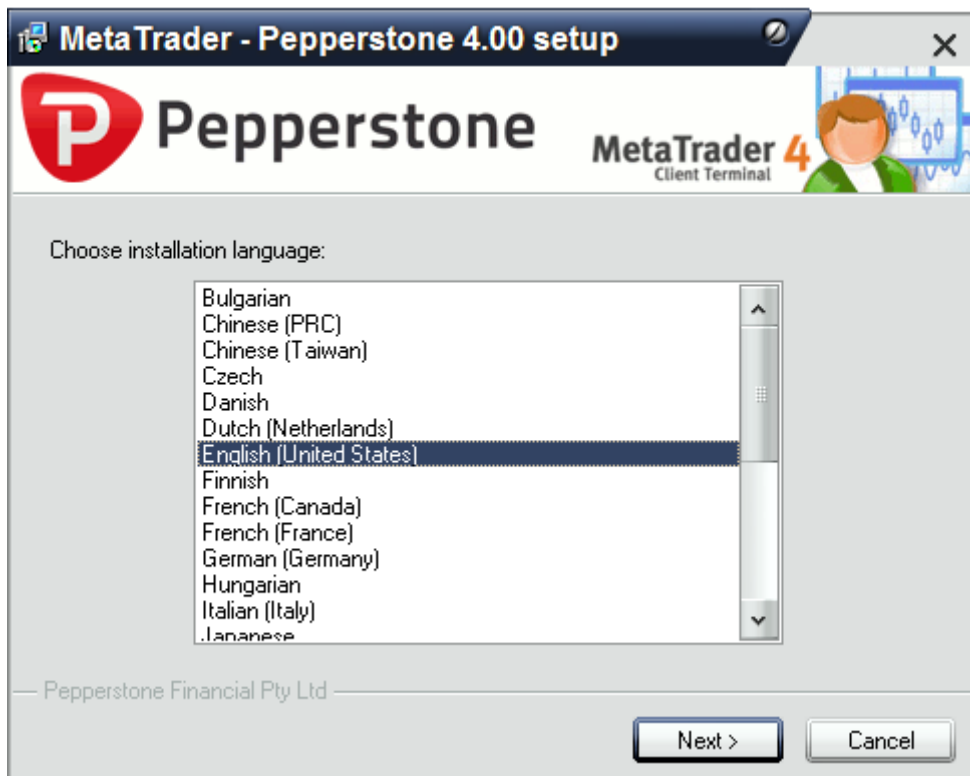 MetaTrader - Pepperstone 4.00 setup
Pepperstone
MetaTrader 4
Client Terminal
Choose installation language:
Bulgarian
Chinese (PRC)
Chinese (Taiwan)
Czech
Danish
Dutch (Netherlands)
English (United States)
Finnish
French (Canada)
French (France)
German (Germany)
Hungarian
Italian (Italy)
Japanese
Pepperstone Financial Pty Ltd
Next >
Cancel